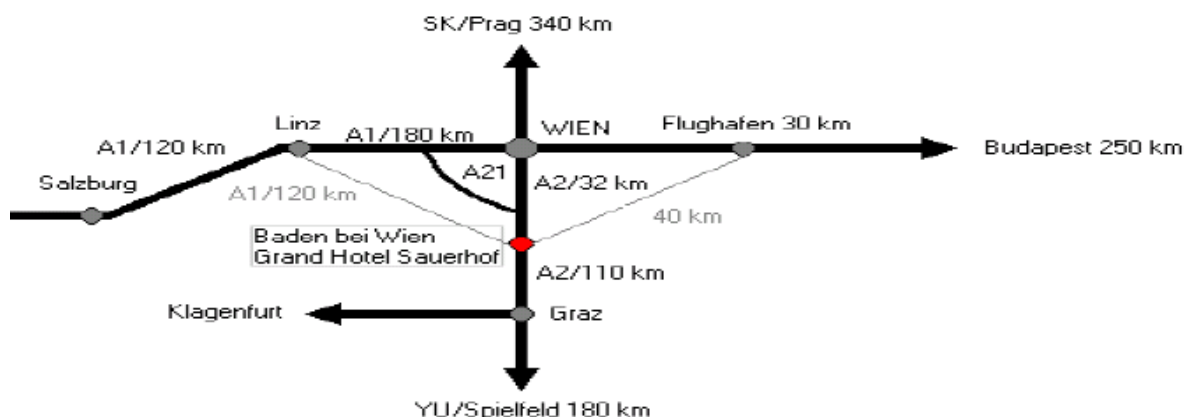 SK/Prag 340 km
Linz
A1/180 km
WIEN
Flughafen 30 km
A1/120 km
Budapest 250 km
Salzburg
A1/120 km
A21
A2/32 km
40 km
Baden bei Wien
Grand Hotel Sauerhof
A2/110 km
Klagenfurt
Graz
YU/Spielfeld 180 km